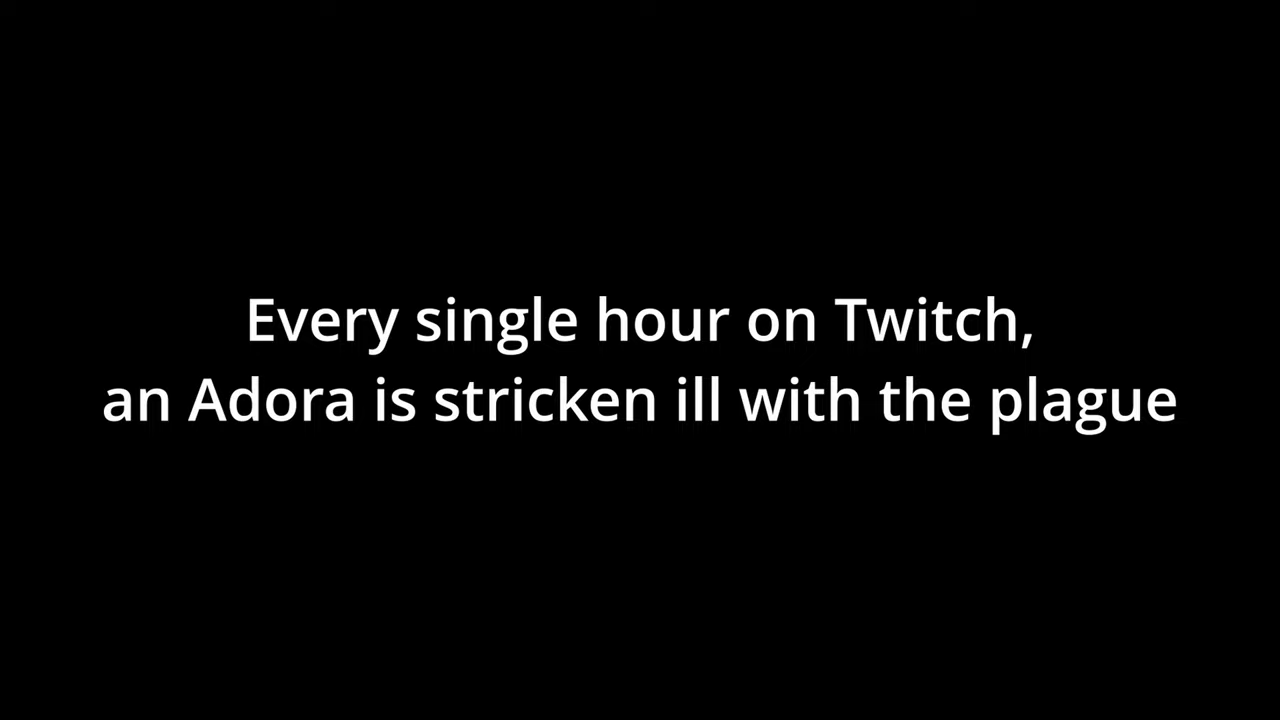 Every single hour on Twitch,
an Adora is stricken ill with the plague